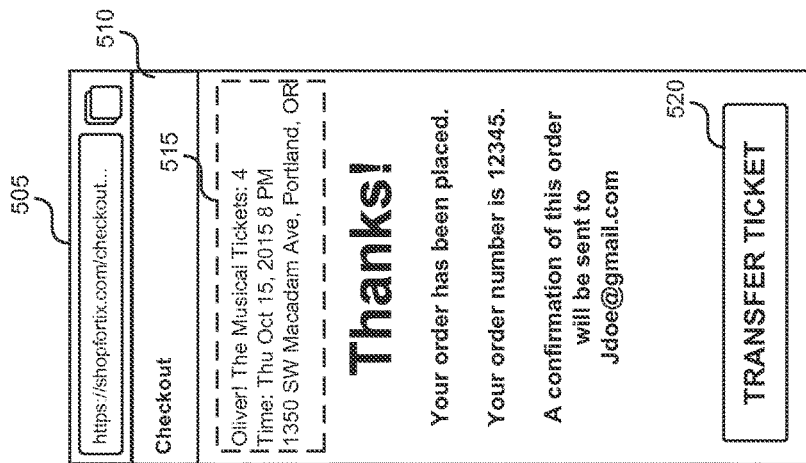 505
https://shopfortix.com/checkout...
510
Checkout
515
Oliver! The Musical Tickets: 4
Time: Thu Oct 15, 2015 8 PM
1350 SW Macadam Ave, Portland, OR
Thanks!
Your order has been placed.
Your order number is 12345.
A confirmation of this order
will be sent to
Jdoe@gmail.com
520
TRANSFER TICKET